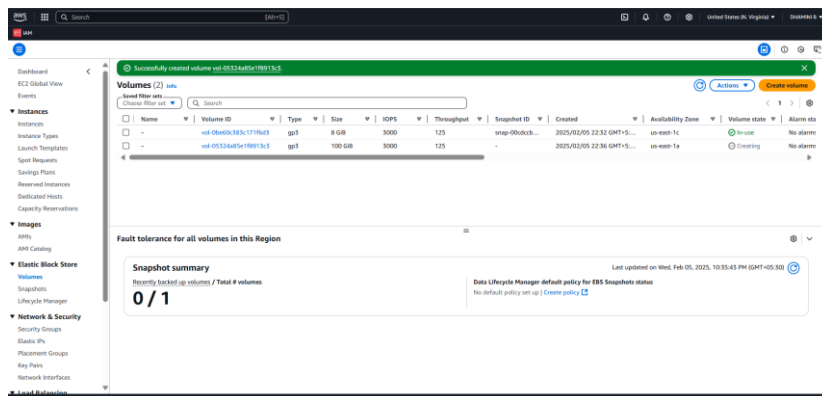 aws Search [Alt+S] United States (N. Virginia) ▼ DHAMINI B
IAM
Successfully created volume vol-05324a85e1f8913c3.
Dashboard
EC2 Global View
Events
▼ Instances
Instances
Instance Types
Launch Templates
Spot Requests
Savings Plans
Reserved Instances
Dedicated Hosts
Capacity Reservations
▼ Images
AMIs
AMI Catalog
▼ Elastic Block Store
Volumes
Snapshots
Lifecycle Manager
▼ Network & Security
Security Groups
Elastic IPs
Placement Groups
Key Pairs
Network Interfaces
▼ Load Balancing
Volumes (2) Info Actions ▼ Create volume
Saved filter sets
Choose filter set ▼ Search 1
Name Volume ID Type Size IOPS Throughput Snapshot ID Created Availability Zone Volume state Alarm sta
– vol-0be60c383c171f6d3 gp3 8 GiB 3000 125 snap-00cdccb... 2025/02/05 22:32 GMT+5:... us-east-1c In-use No alarms
– vol-05324a85e1f8913c3 gp3 100 GiB 3000 125 - 2025/02/05 22:36 GMT+5:... us-east-1a Creating No alarms
Fault tolerance for all volumes in this Region
Snapshot summary Last updated on Wed, Feb 05, 2025, 10:35:43 PM (GMT+05:30)
Recently backed up volumes / Total # volumes
0 / 1
Data Lifecycle Manager default policy for EBS Snapshots status
No default policy set up | Create policy